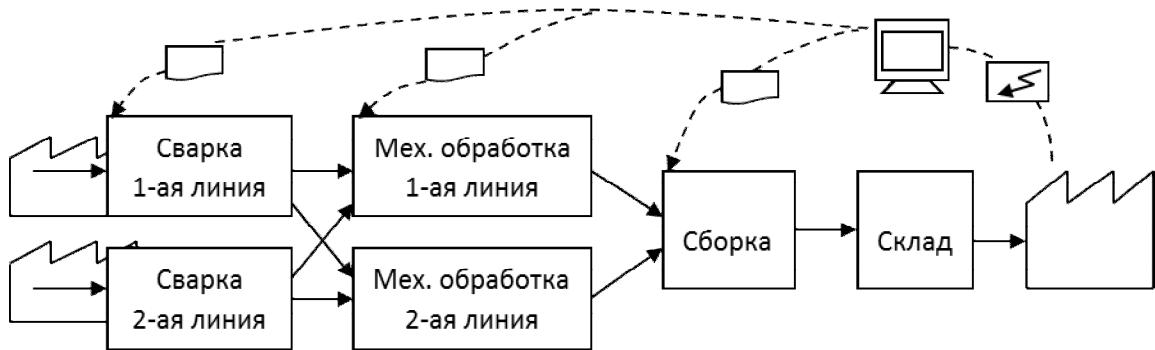 Сварка
1-ая линия
Мех. обработка
1-ая линия
Сборка
Склад
Сварка
2-ая линия
Мех. обработка
2-ая линия